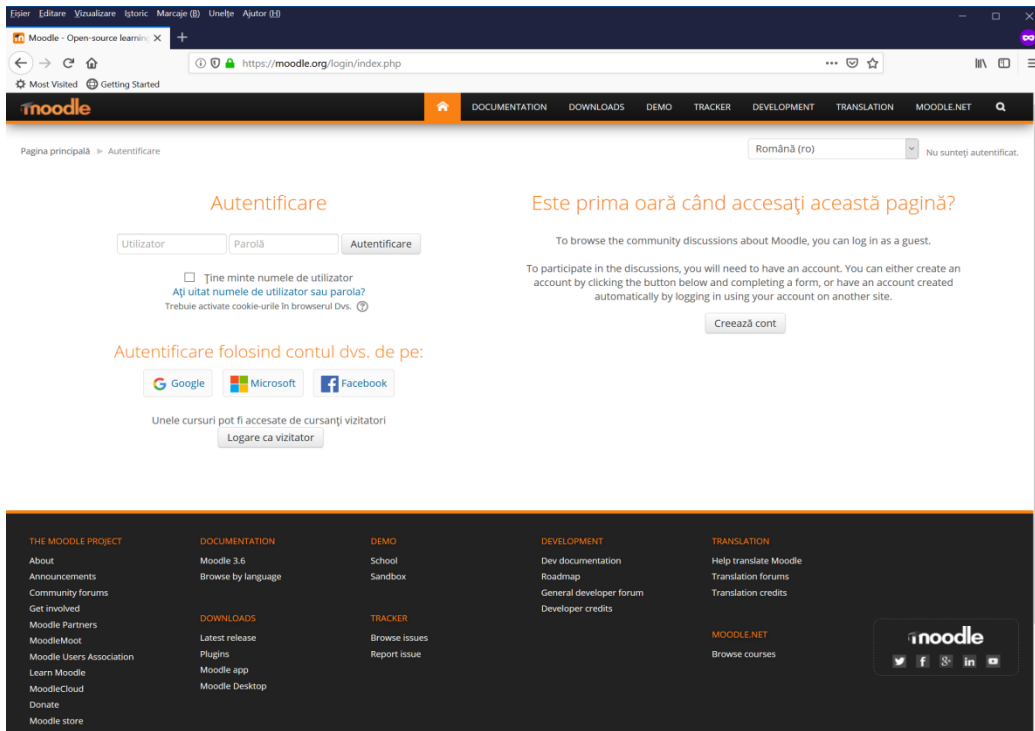 Fișier Editare Vizualizare Istoric Marcaje (B) Unelte Ajutor (H)
Moodle - Open-source learning
https://moodle.org/login/index.php
Most Visited Getting Started
moodle DOCUMENTATION DOWNLOADS DEMO TRACKER DEVELOPMENT TRANSLATION MOODLE.NET
Pagina principală Autentificare
Română (ro) Nu sunteţi autentificat.
Autentificare
Utilizator Parolă Autentificare
Ţine minte numele de utilizator
Aţi uitat numele de utilizator sau parola?
Trebuie activate cookie-urile în browserul Dvs.
Autentificare folosind contul dvs. de pe:
Google Microsoft Facebook
Unele cursuri pot fi accesate de cursanţi vizitatori
Logare ca vizitator
Este prima oară când accesaţi această pagină?
To browse the community discussions about Moodle, you can log in as a guest.
To participate in the discussions, you will need to have an account. You can either create an
account by clicking the button below and completing a form, or have an account created
automatically by logging in using your account on another site.
Creează cont
THE MOODLE PROJECT
About
Announcements
Community forums
Get involved
Moodle Partners
MoodleMoot
Moodle Users Association
Learn Moodle
MoodleCloud
Donate
Moodle store
DOCUMENTATION
Moodle 3.6
Browse by language
DOWNLOADS
Latest release
Plugins
Moodle app
Moodle Desktop
DEMO
School
Sandbox
TRACKER
Browse issues
Report issue
DEVELOPMENT
Dev documentation
Roadmap
General developer forum
Developer credits
TRANSLATION
Help translate Moodle
Translation forums
Translation credits
MOODLE.NET
Browse courses
moodle